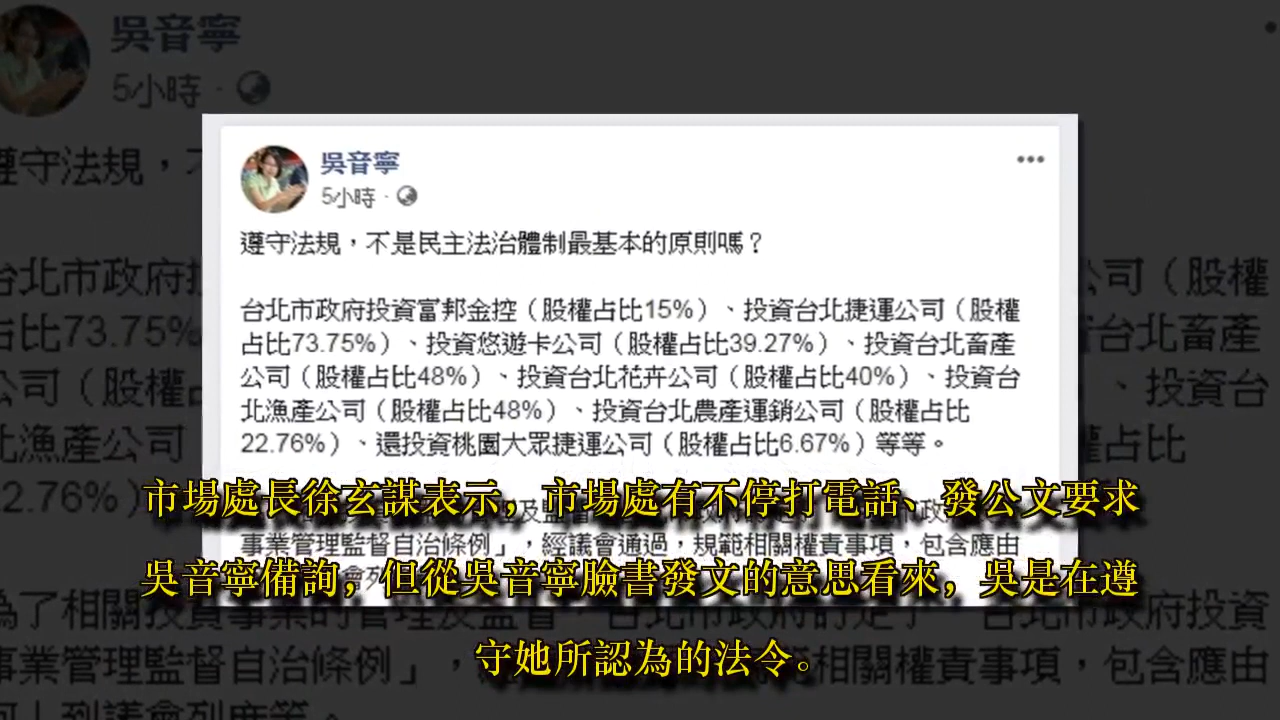 吳音寧
5小時
遵守法規，不是民主法治體制最基本的原則嗎？
台北市政府投資富邦金控（股權占比15%）、投資台北捷運公司（股權
占比73.75%）、投資悠遊卡公司（股權占比39.27%）、投資台北畜產
公司（股權占比48%）、投資台北花卉公司（股權占比40%）、投資台
北漁產公司（股權占比48%）、投資台北農產運銷公司（股權占比
22.76%）、還投資桃園大眾捷運公司（股權占比6.67%）等等。
事業管理監督自治條例」，經議會通過，規範相關權責事項，包含應由
市場處長徐玄謀表示，市場處有不停打電話、發公文要求
吳音寧備詢，但從吳音寧臉書發文的意思看來，吳是在遵
守她所認為的法令。